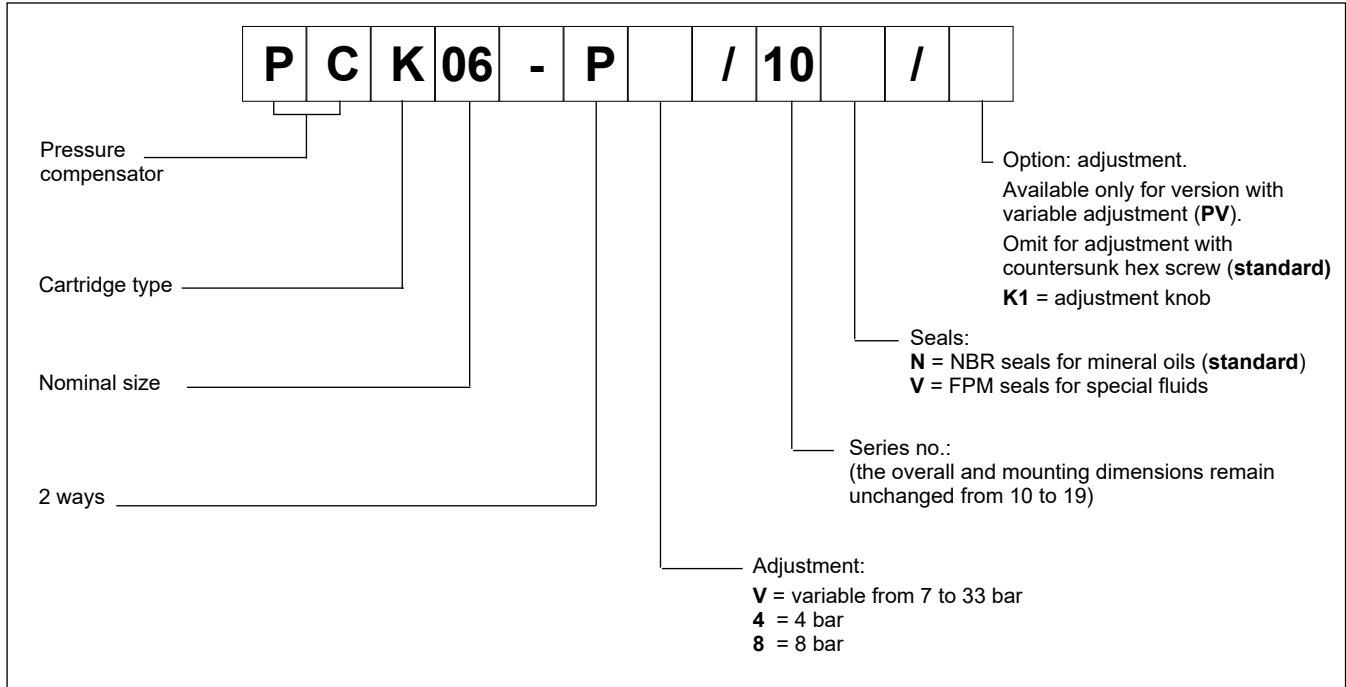 P C K 06 - P / 10 /
Pressure
compensator
Cartridge type
Nominal size
2 ways
Option: adjustment.
Available only for version with
variable adjustment (PV).
Omit for adjustment with
countersunk hex screw (standard)
K1 = adjustment knob
Seals:
N = NBR seals for mineral oils (standard)
V = FPM seals for special fluids
Series no.:
(the overall and mounting dimensions remain
unchanged from 10 to 19)
Adjustment:
V = variable from 7 to 33 bar
4 = 4 bar
8 = 8 bar